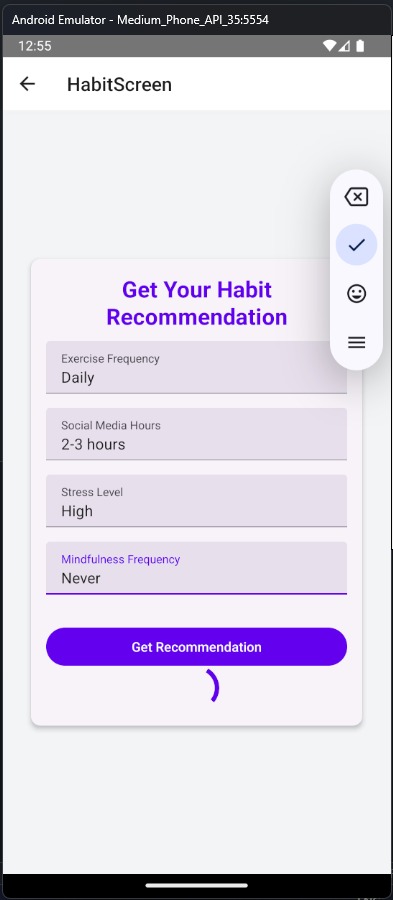 Android Emulator - Medium_Phone_API_35:5554
12:55
HabitScreen
Get Your Habit
Recommendation
Exercise Frequency
Daily
Social Media Hours
2-3 hours
Stress Level
High
Mindfulness Frequency
Never
Get Recommendation